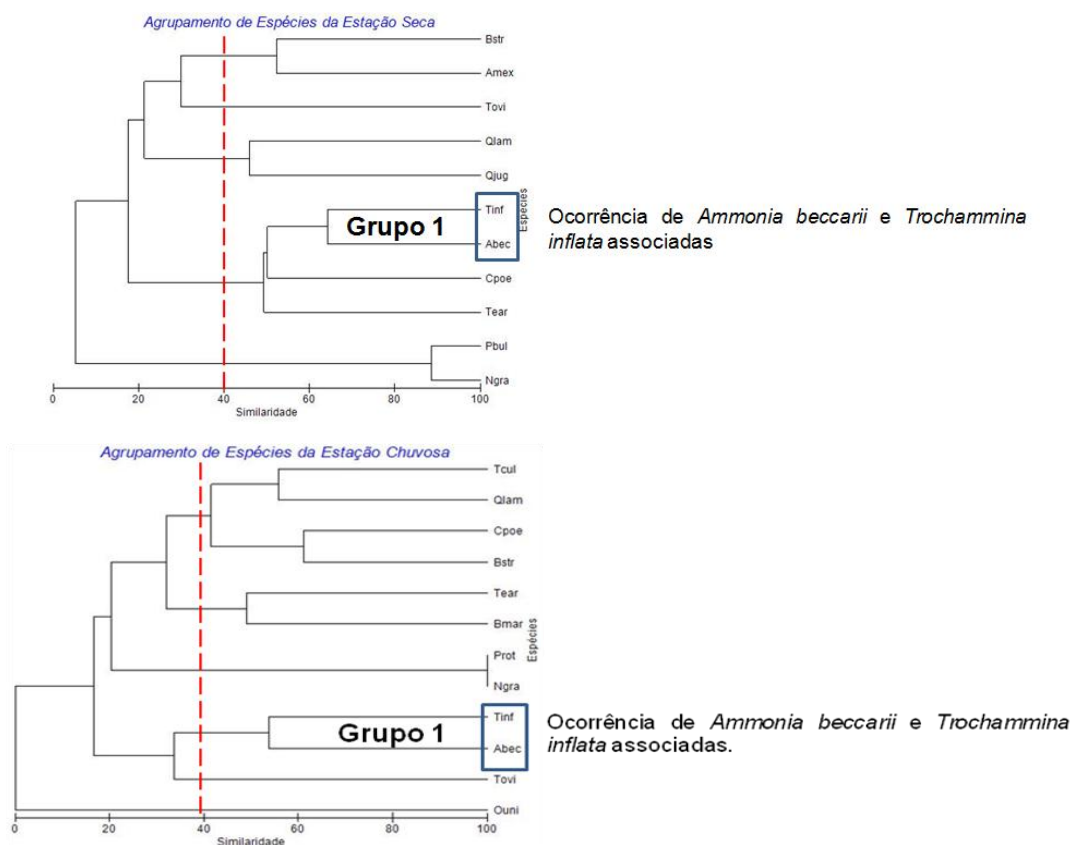 Agrupamento de Espécies da Estação Seca
Bstr
Amex
Tovi
Qlam
Qjug
Tinf
Grupo 1
Abec
Espécies
Cpoe
Tear
Pbul
Ngra
0 20 40 60 80 100
Similaridade
Ocorrência de Ammonia beccarii e Trochammina
inflata associadas
Agrupamento de Espécies da Estação Chuvosa
Tcul
Qlam
Cpoe
Bstr
Tear
Bmar
Espécies
Prot
Ngra
Tinf
Grupo 1
Abec
Tovi
Ouni
0 20 40 60 80 100
Similaridade
Ocorrência de Ammonia beccarii e Trochammina
inflata associadas.